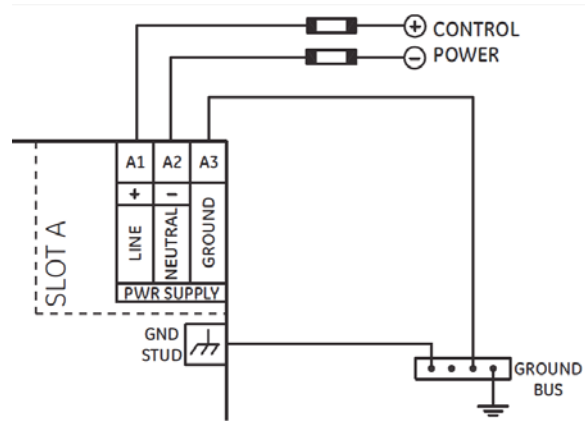 + CONTROL
− POWER
A1 A2 A3
+ −
LINE
NEUTRAL
GROUND
PWR SUPPLY
SLOT A
GND
STUD
GROUND
BUS